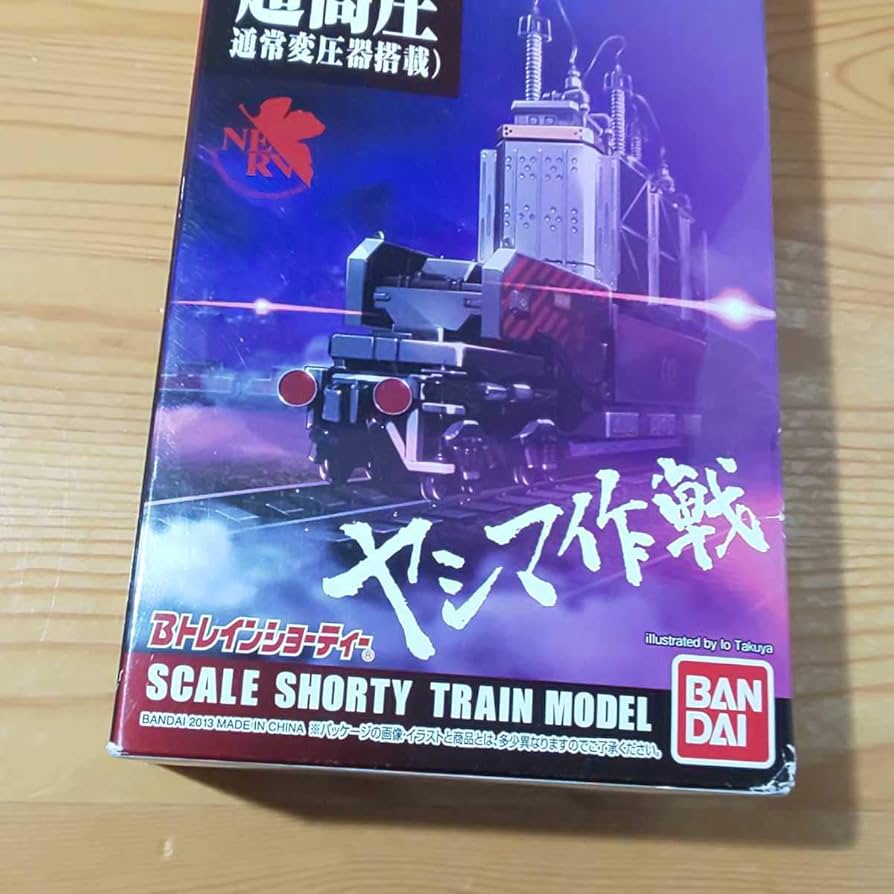 超高圧
通常変圧器搭載)
NERV
ヤシマ作戦
illustrated by Io Takuya
Bトレインショーティー®
SCALE SHORTY TRAIN MODEL
BANDAI 2013 MADE IN CHINA ※パッケージの画像・イラストと商品とは、多少異なりますのでご了承ください。
BAN
DAI